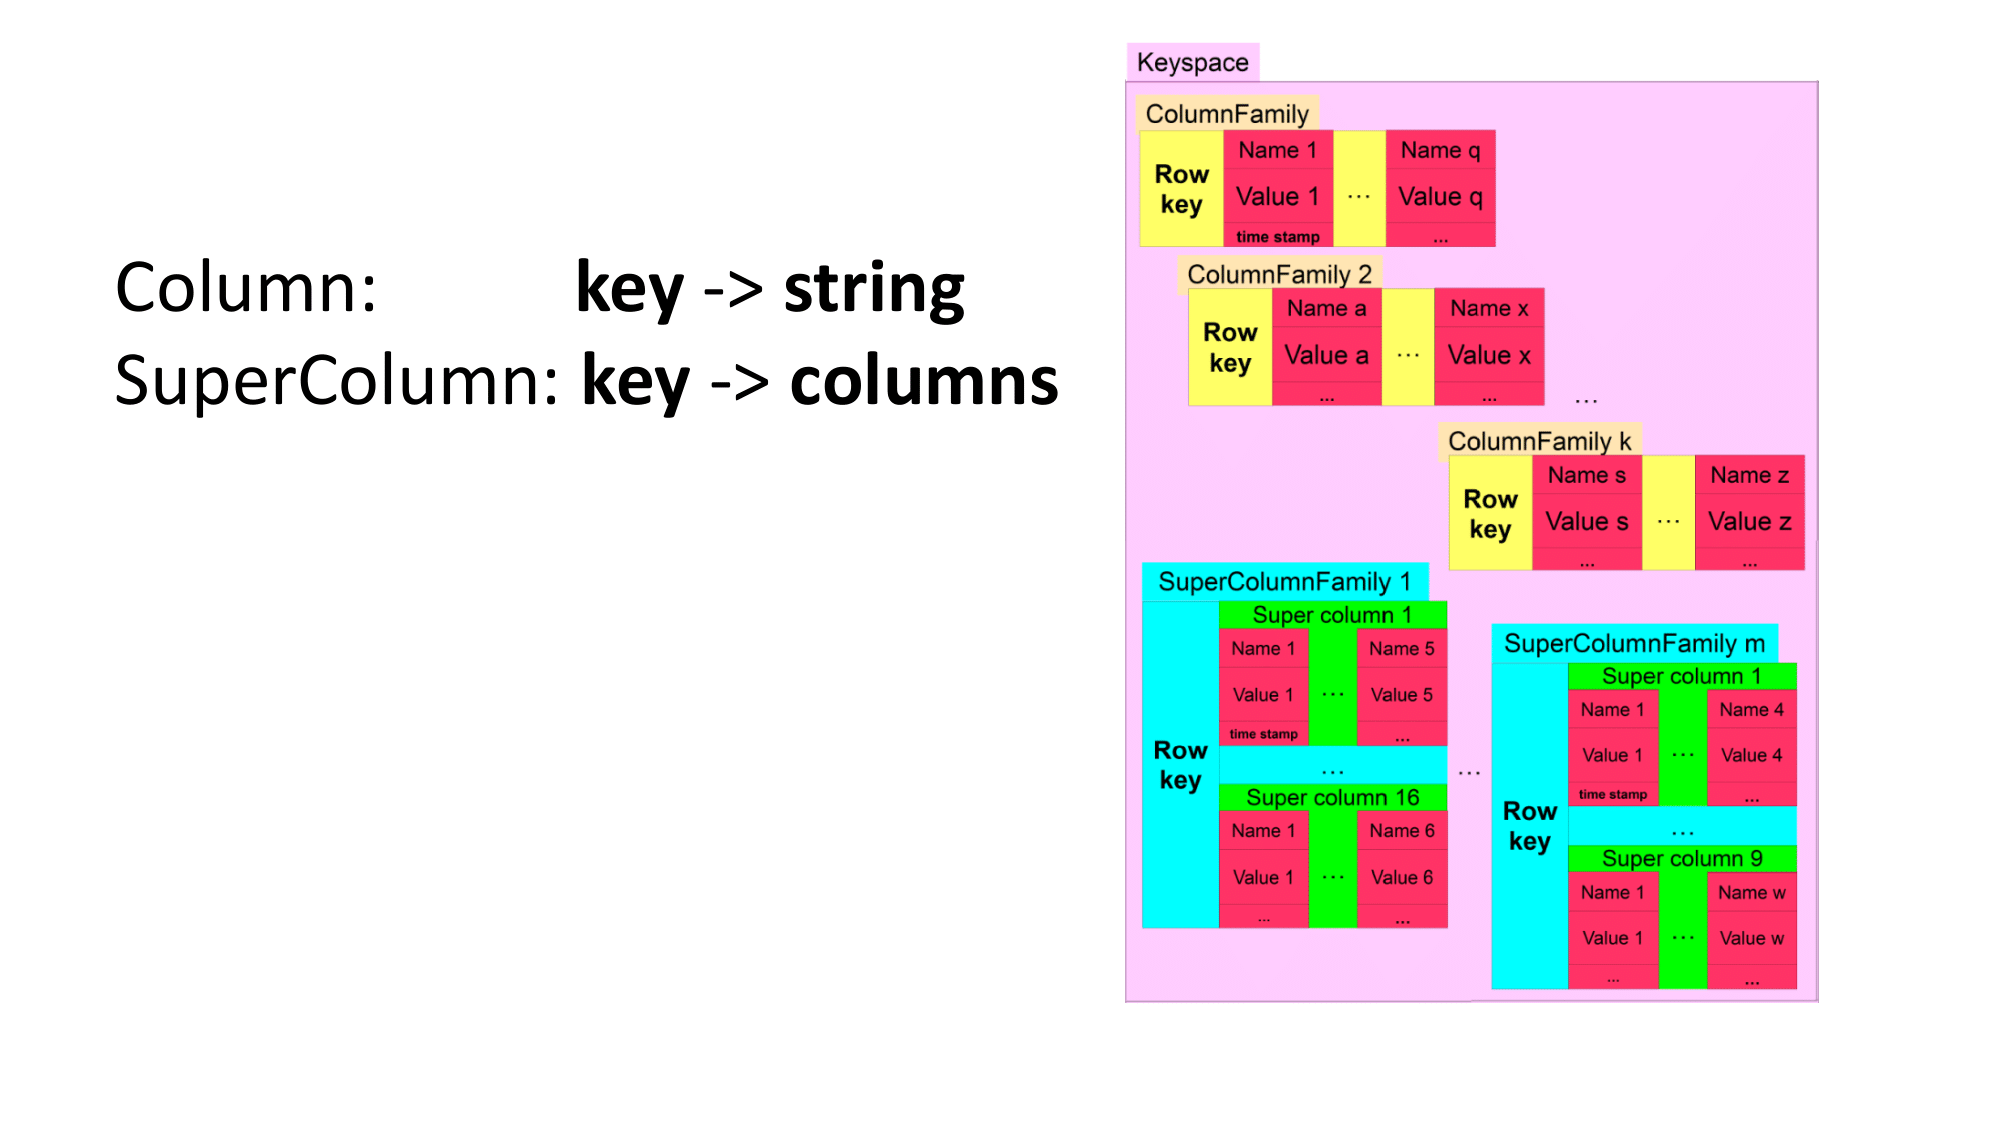 Column: key -> string
SuperColumn: key -> columns
Keyspace
ColumnFamily
Row key
Name 1
Value 1
time stamp
...
Name q
Value q
...
ColumnFamily 2
Row key
Name a
Value a
...
...
Name x
Value x
...
...
ColumnFamily k
Row key
Name s
Value s
...
...
Name z
Value z
...
SuperColumnFamily 1
Row key
Super column 1
Name 1
Value 1
time stamp
...
Name 5
Value 5
...
...
Super column 16
Name 1
Value 1
...
...
Name 6
Value 6
...
...
SuperColumnFamily m
Row key
Super column 1
Name 1
Value 1
time stamp
...
Name 4
Value 4
...
...
Super column 9
Name 1
Value 1
...
...
Name w
Value w
...